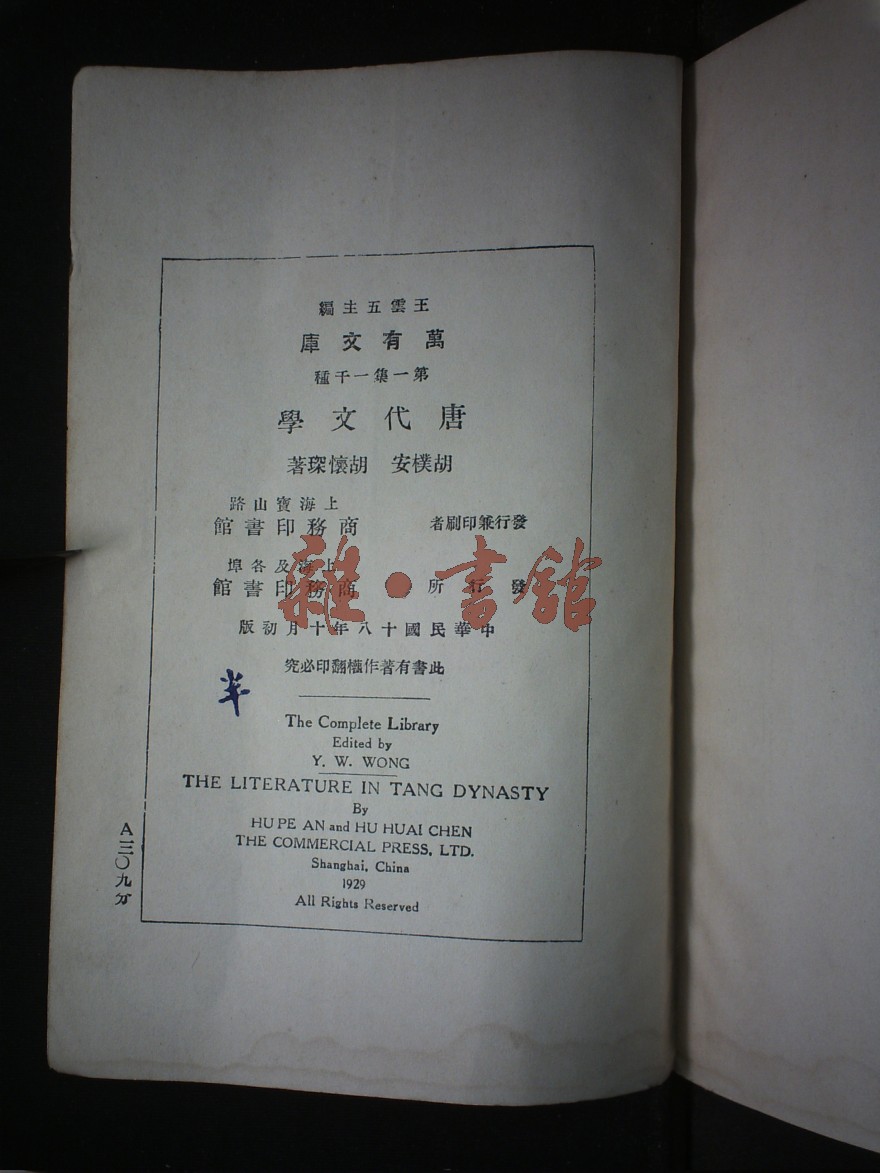 王雲五主編
萬有文庫
第一集一千種
唐代文學
胡樸安 胡懷琛著
發行兼印刷者 上海寶山路 商務印書館
發行所 上海及各埠 商務印書館
中華民國十八年十月初版
此書有著作權翻印必究
The Complete Library
Edited by
Y. W. WONG
THE LITERATURE IN TANG DYNASTY
By
HU PE AN and HU HUAI CHEN
THE COMMERCIAL PRESS, LTD.
Shanghai, China
1929
All Rights Reserved
A三〇九分
雜·書館